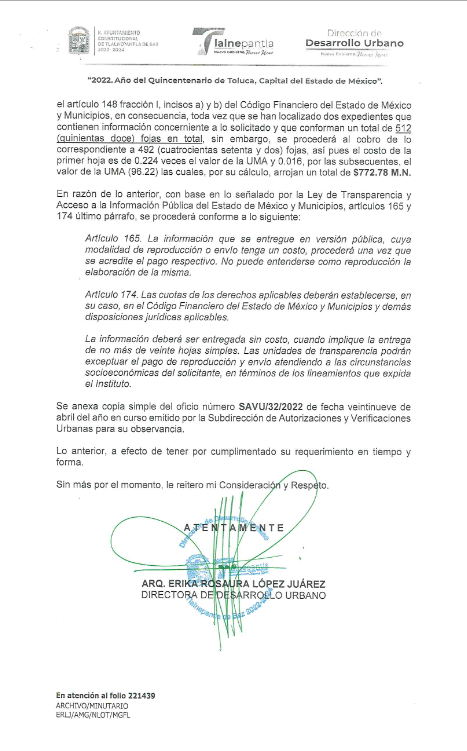 H. AYUNTAMIENTO
CONSTITUCIONAL
DE TLALNEPANTLA DE BAZ
2022-2024
Tlalnepantla
Dirección de
Desarrollo Urbano
"2022. Año del Quincentenario de Toluca, Capital del Estado de México".
el artículo 148 fracción I, incisos a) y b) del Código Financiero del Estado de México
y Municipios, en consecuencia, toda vez que se han localizado dos expedientes que
contienen información concerniente a lo solicitado y que conforman un total de 512
(quinientas doce) fojas en total, sin embargo, se procederá al cobro de lo
correspondiente a 492 (cuatrocientas setenta y dos) fojas, así pues el costo de la
primer hoja es de 0.224 veces el valor de la UMA y 0.016, por las subsecuentes, el
valor de la UMA (96.22) las cuales, por su cálculo, arrojan un total de $772.78 M.N.
En razón de lo anterior, con base en lo señalado por la Ley de Transparencia y
Acceso a la Información Pública del Estado de México y Municipios, artículos 165 y
174 último párrafo, se procederá conforme a lo siguiente:
Artículo 165. La información que se entregue en versión pública, cuya
modalidad de reproducción o envío tenga un costo, procederá una vez que
se acredite el pago respectivo. No puede entenderse como reproducción la
elaboración de la misma.
Artículo 174. Las cuotas de los derechos aplicables deberán establecerse, en
su caso, en el Código Financiero del Estado de México y Municipios y demás
disposiciones jurídicas aplicables.
La información deberá ser entregada sin costo, cuando implique la entrega
de no más de veinte hojas simples. Las unidades de transparencia podrán
exceptuar el pago de reproducción y envío atendiendo a las circunstancias
socioeconómicas del solicitante, en términos de los lineamientos que expida
el Instituto.
Se anexa copia simple del oficio número SAVU/32/2022 de fecha veintinueve de
abril del año en curso emitido por la Subdirección de Autorizaciones y Verificaciones
Urbanas para su observancia.
Lo anterior, a efecto de tener por cumplimentado su requerimiento en tiempo y
forma.
Sin más por el momento, le reitero mi Consideración y Respeto.
ATENTAMENTE
ARQ. ERIKA ROSAURA LÓPEZ JUÁREZ
DIRECTORA DE DESARROLLO URBANO
En atención al folio 221439
ARCHIVO/MINUTARIO
ERLJ/AMG/NLOT/MGFL